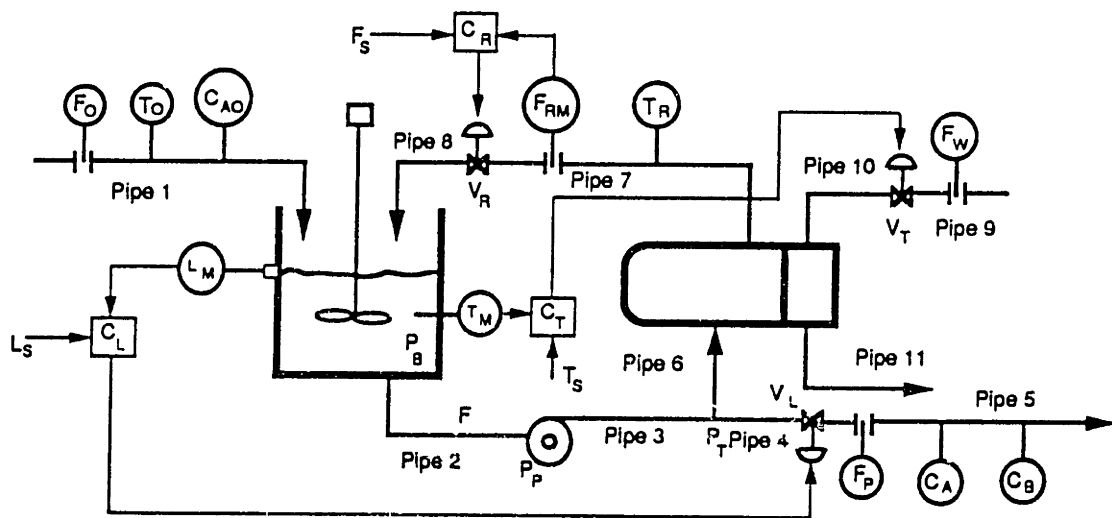 F_S
C_R
F_O
T_O
C_AO
F_RM
T_R
F_W
Pipe 8
Pipe 10
Pipe 1
Pipe 7
V_R
V_T
Pipe 9
L_M
T_M
C_T
L_S
C_L
P_B
T_S
Pipe 6
Pipe 11
V_L
Pipe 5
F
Pipe 3
P_T
Pipe 4
Pipe 2
P_P
F_P
C_A
C_B